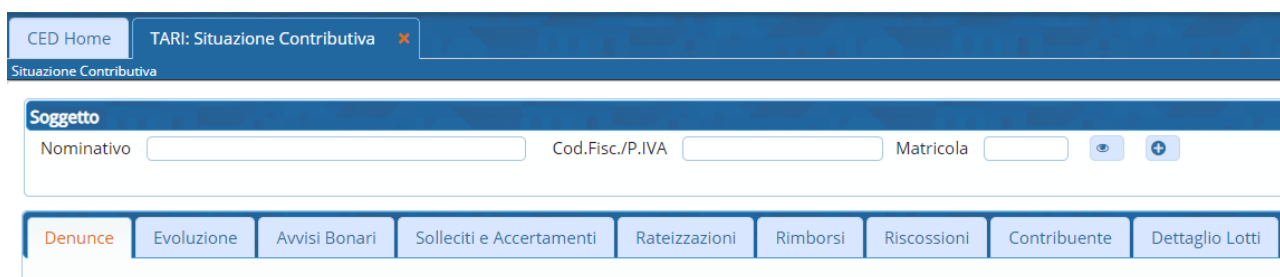 CED Home TARI: Situazione Contributiva ×
Situazione Contributiva
Soggetto
Nominativo Cod.Fisc./P.IVA Matricola
Denunce Evoluzione Avvisi Bonari Solleciti e Accertamenti Rateizzazioni Rimborsi Riscossioni Contribuente Dettaglio Lotti